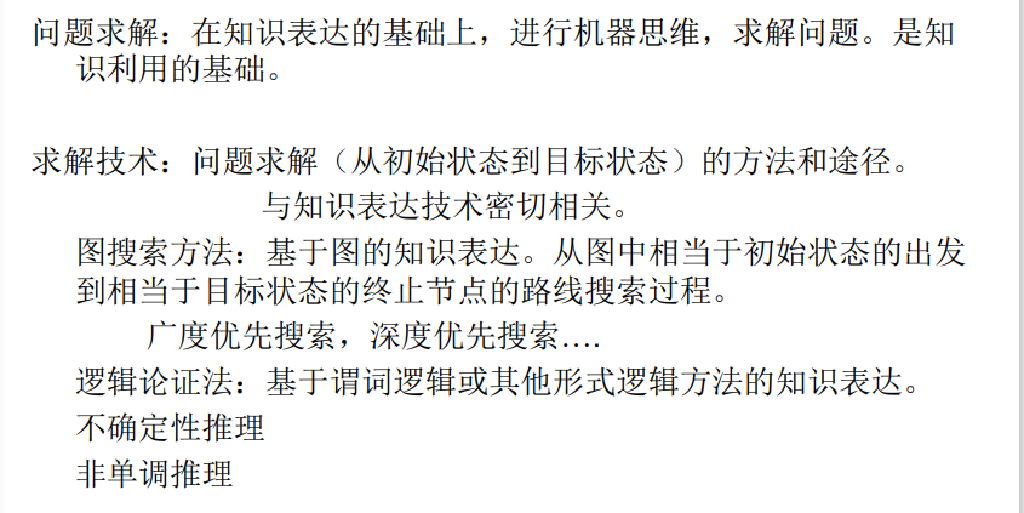 问题求解：在知识表达的基础上，进行机器思维，求解问题。是知
识利用的基础。
求解技术：问题求解（从初始状态到目标状态）的方法和途径。
与知识表达技术密切相关。
图搜索方法：基于图的知识表达。从图中相当于初始状态的出发
到相当于目标状态的终止节点的路线搜索过程。
广度优先搜索，深度优先搜索....
逻辑论证法：基于谓词逻辑或其他形式逻辑方法的知识表达。
不确定性推理
非单调推理